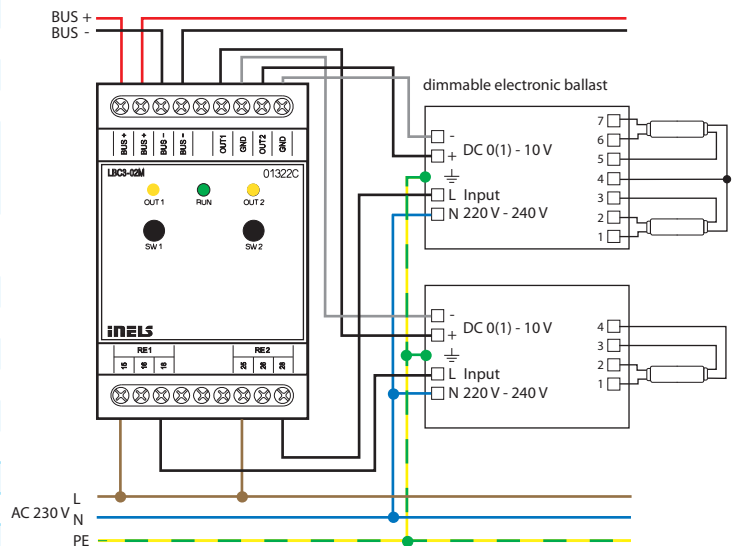 BUS +
BUS -
BUS + BUS + BUS – BUS – OUT1 GND OUT2 GND
LBC3-02M 01322C
OUT 1 RUN OUT 2
SW 1 SW 2
iNELS
RE1 RE2
15 16 18 25 26 28
dimmable electronic ballast
-
+ DC 0(1) - 10 V
L Input
N 220 V - 240 V
7
6
5
4
3
2
1
-
+ DC 0(1) - 10 V
L Input
N 220 V - 240 V
4
3
2
1
AC 230 V
L
N
PE